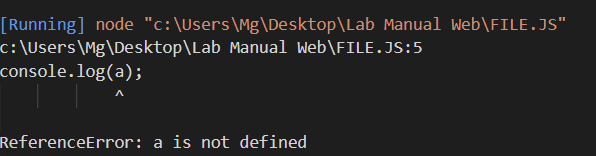 [Running] node "c:\Users\Mg\Desktop\Lab Manual Web\FILE.JS"
c:\Users\Mg\Desktop\Lab Manual Web\FILE.JS:5
console.log(a);
^
ReferenceError: a is not defined